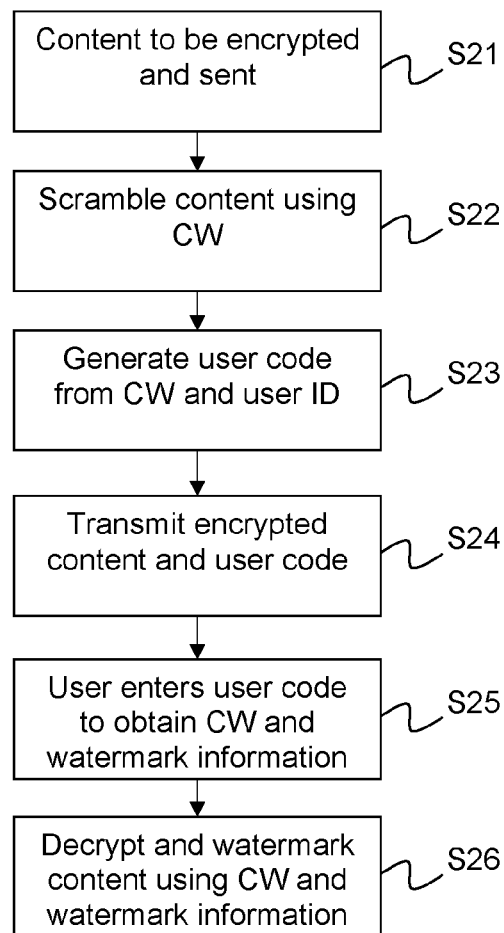 Content to be encrypted
and sent
S21
Scramble content using
CW
S22
Generate user code
from CW and user ID
S23
Transmit encrypted
content and user code
S24
User enters user code
to obtain CW and
watermark information
S25
Decrypt and watermark
content using CW and
watermark information
S26